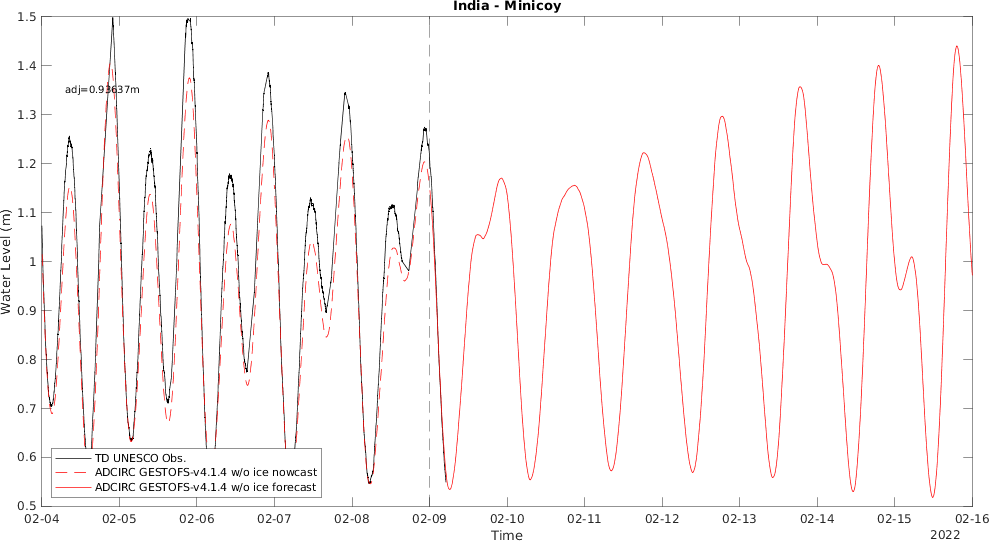 India - Minicoy
1.5
1.4
1.3
1.2
1.1
1
0.9
0.8
0.7
0.6
0.5
Water Level (m)
adj=0.93637m
TD UNESCO Obs.
ADCIRC GESTOFS-v4.1.4 w/o ice nowcast
ADCIRC GESTOFS-v4.1.4 w/o ice forecast
02-04 02-05 02-06 02-07 02-08 02-09 02-10 02-11 02-12 02-13 02-14 02-15 02-16
Time
2022